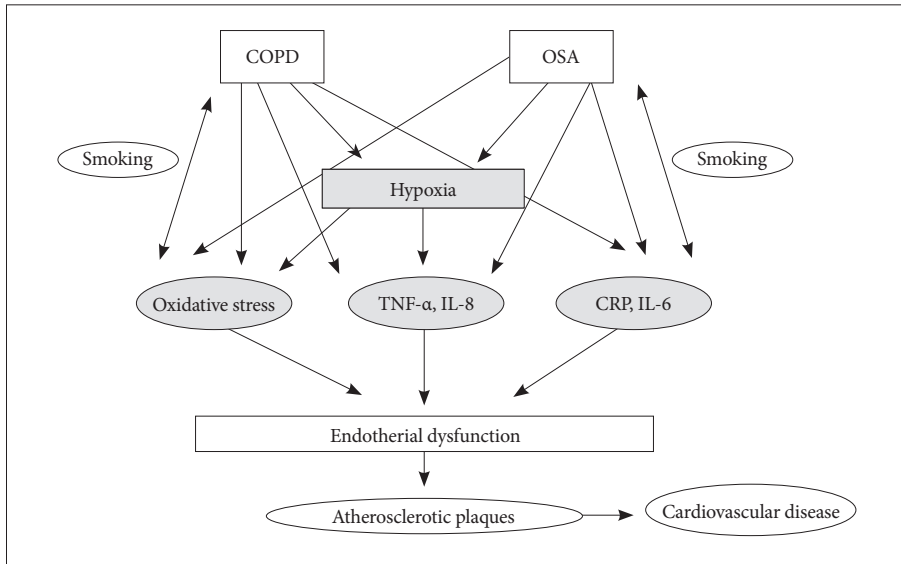 COPD
OSA
Smoking
Smoking
Hypoxia
Oxidative stress
TNF-α, IL-8
CRP, IL-6
Endotherial dysfunction
Atherosclerotic plaques
Cardiovascular disease